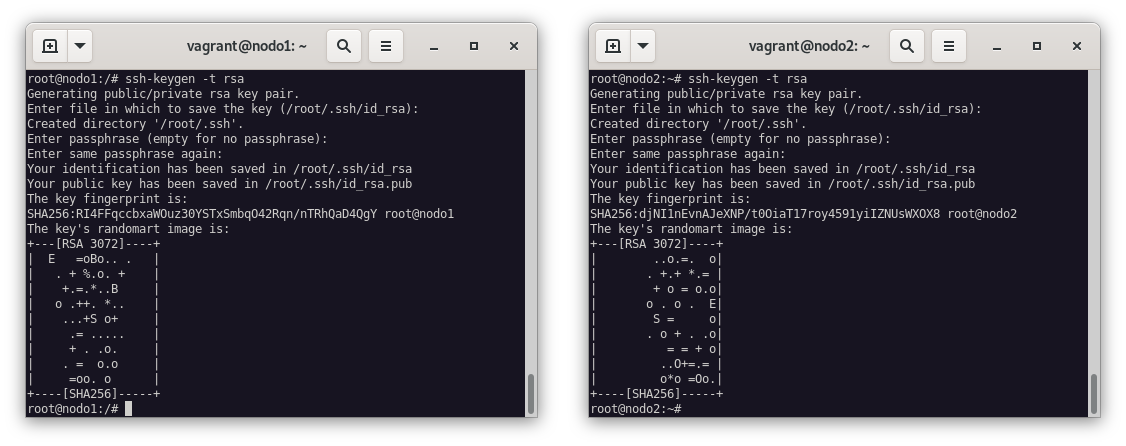 vagrant@nodo1: ~
root@nodo1:/# ssh-keygen -t rsa
Generating public/private rsa key pair.
Enter file in which to save the key (/root/.ssh/id_rsa):
Created directory '/root/.ssh'.
Enter passphrase (empty for no passphrase):
Enter same passphrase again:
Your identification has been saved in /root/.ssh/id_rsa
Your public key has been saved in /root/.ssh/id_rsa.pub
The key fingerprint is:
SHA256:RI4FFqccbxaWOuz30YSTxSmbqO42Rqn/nTRhQaD4QgY root@nodo1
The key's randomart image is:
+---[RSA 3072]----+
|  E   =oBo.. .   |
|   . + %.o. +    |
|    +.=.*..B     |
|   o .++. *..    |
|    ...+S o+     |
|     .= .....    |
|     + . .o.     |
|    . =  o.o     |
|     =oo. o      |
+----[SHA256]-----+
root@nodo1:/#
vagrant@nodo2: ~
root@nodo2:~# ssh-keygen -t rsa
Generating public/private rsa key pair.
Enter file in which to save the key (/root/.ssh/id_rsa):
Created directory '/root/.ssh'.
Enter passphrase (empty for no passphrase):
Enter same passphrase again:
Your identification has been saved in /root/.ssh/id_rsa
Your public key has been saved in /root/.ssh/id_rsa.pub
The key fingerprint is:
SHA256:djNI1nEvnAJeXNP/t0OiaT17roy4591yiIZNUsWXOX8 root@nodo2
The key's randomart image is:
+---[RSA 3072]----+
|        ..o.=.  o|
|       . +.+ *.= |
|        + o = o.o|
|       o . o .  E|
|        S =     o|
|       . o + . .o|
|          = = + o|
|         ..O+=.= |
|         o*o =Oo.|
+----[SHA256]-----+
root@nodo2:~#